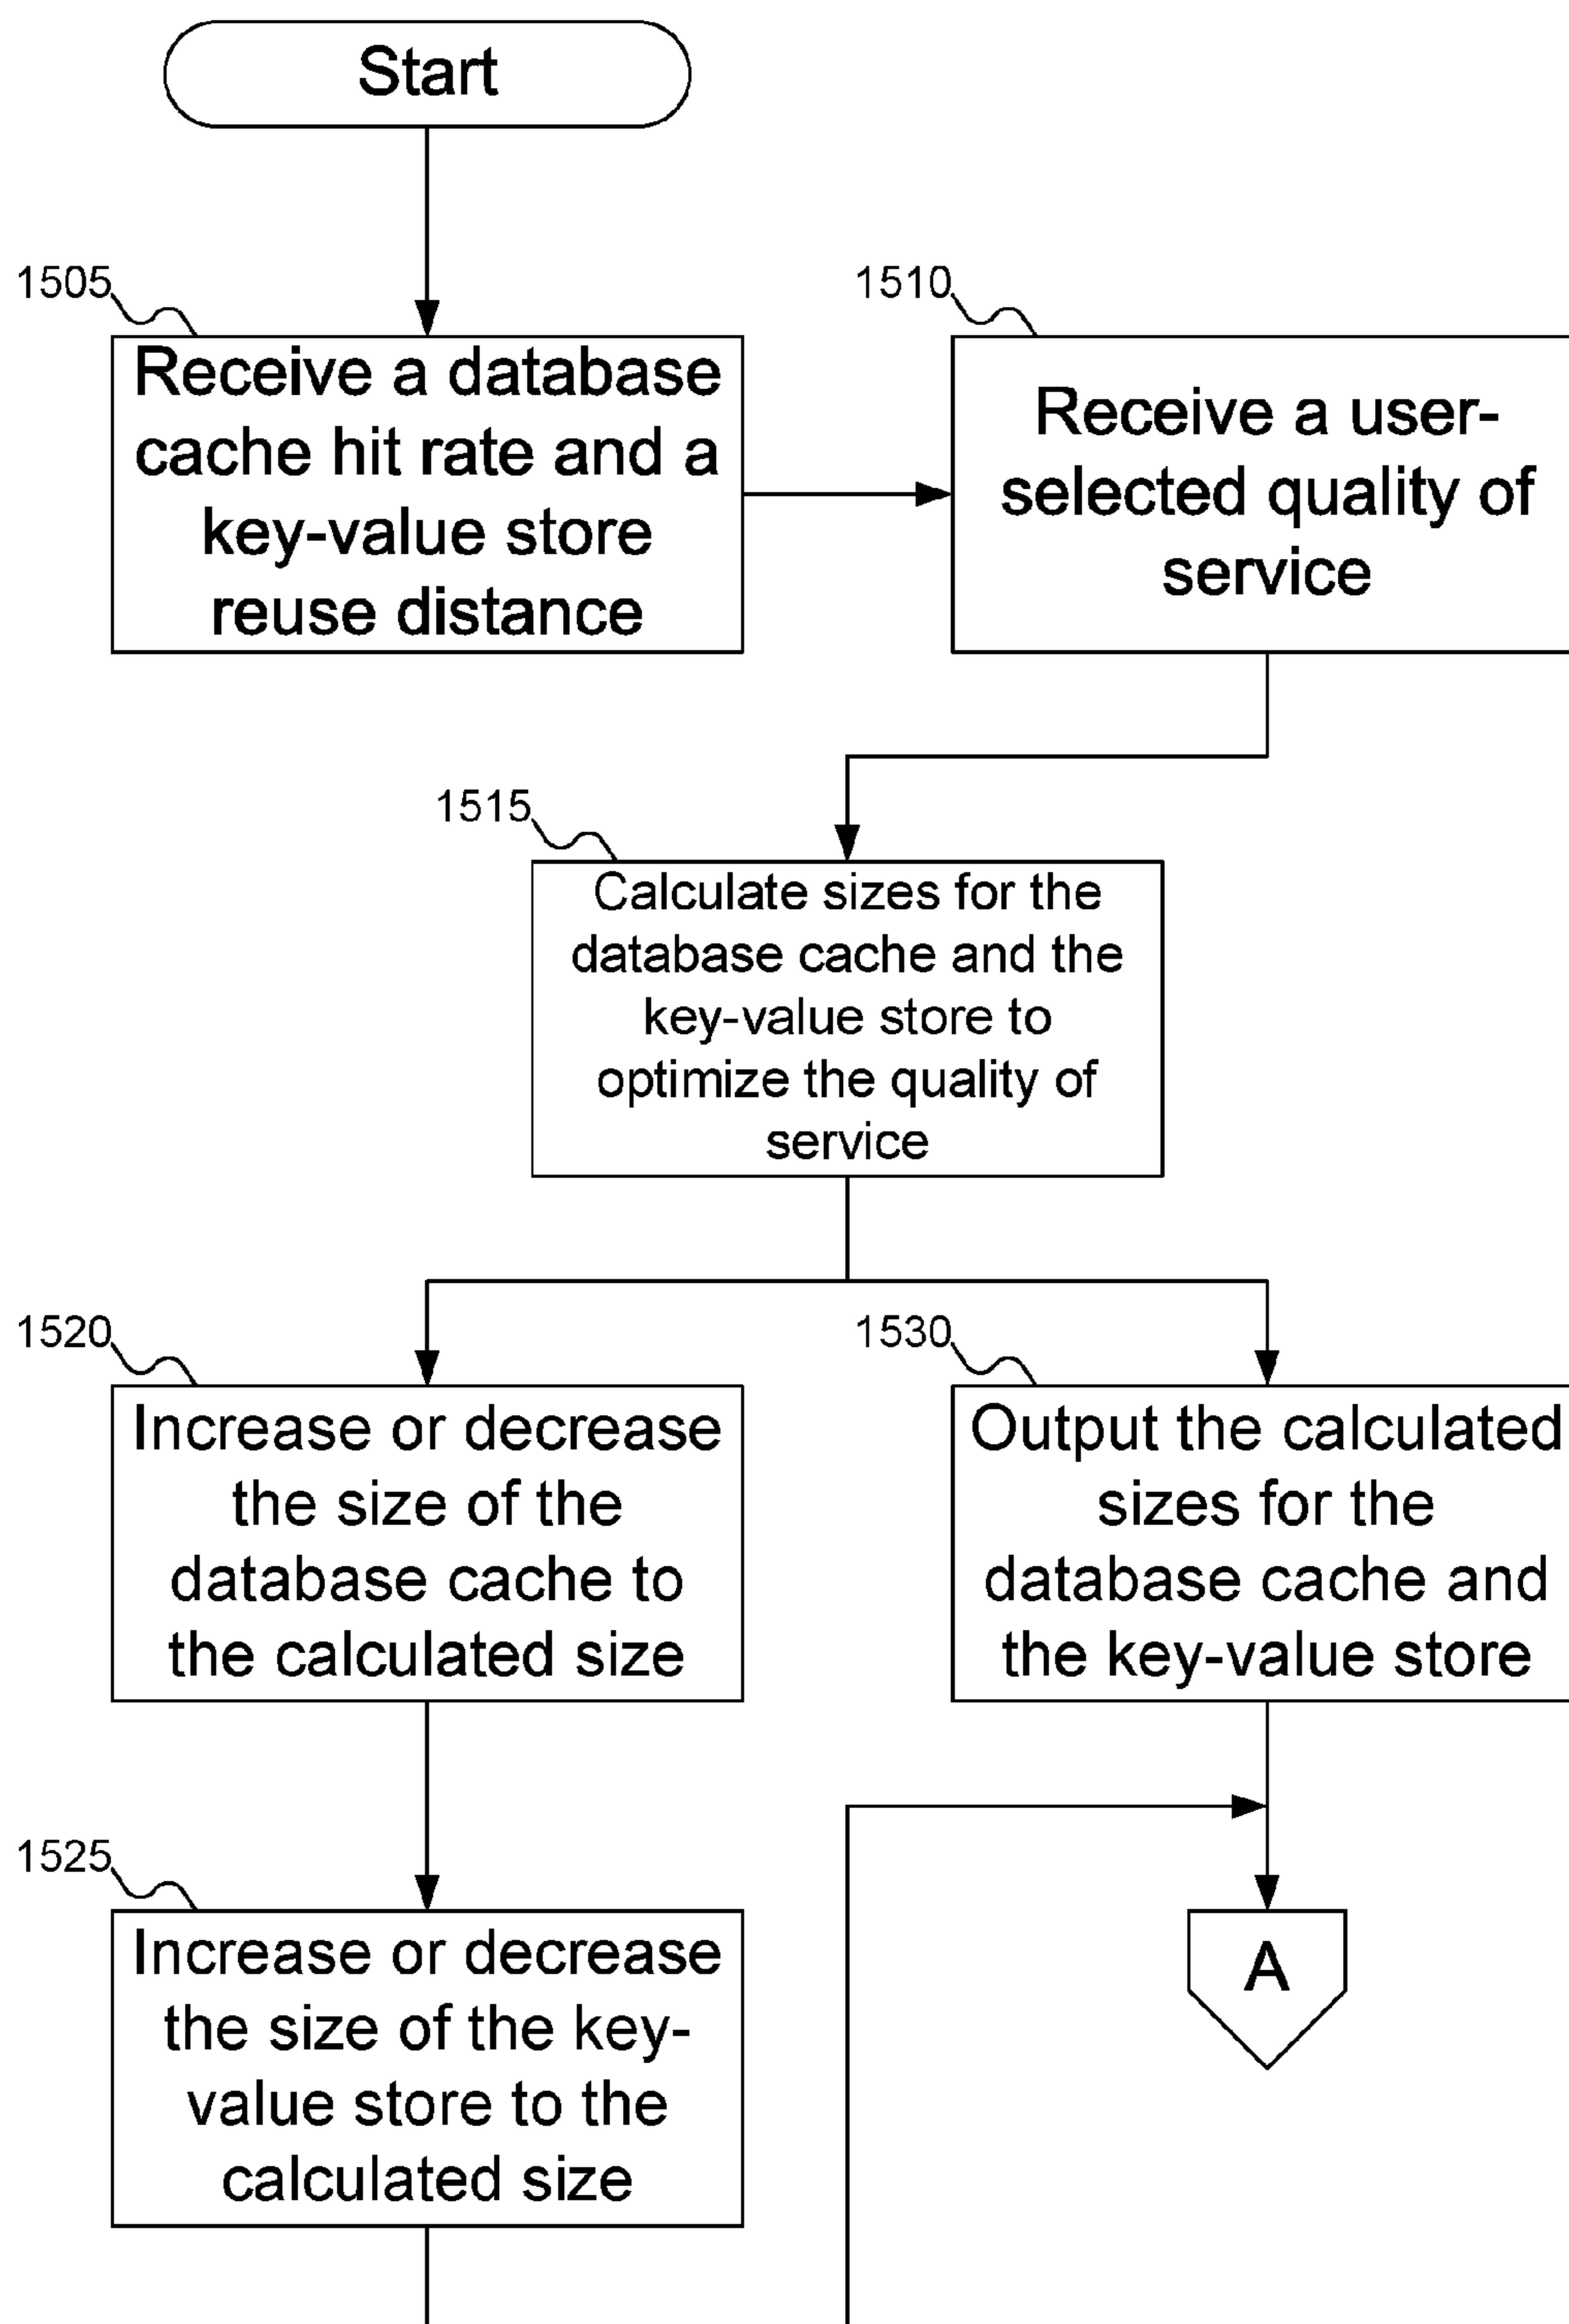 Start
1505
Receive a database
cache hit rate and a
key-value store
reuse distance
1510
Receive a user-
selected quality of
service
1515
Calculate sizes for the
database cache and the
key-value store to
optimize the quality of
service
1520
Increase or decrease
the size of the
database cache to
the calculated size
1530
Output the calculated
sizes for the
database cache and
the key-value store
1525
Increase or decrease
the size of the key-
value store to the
calculated size
A